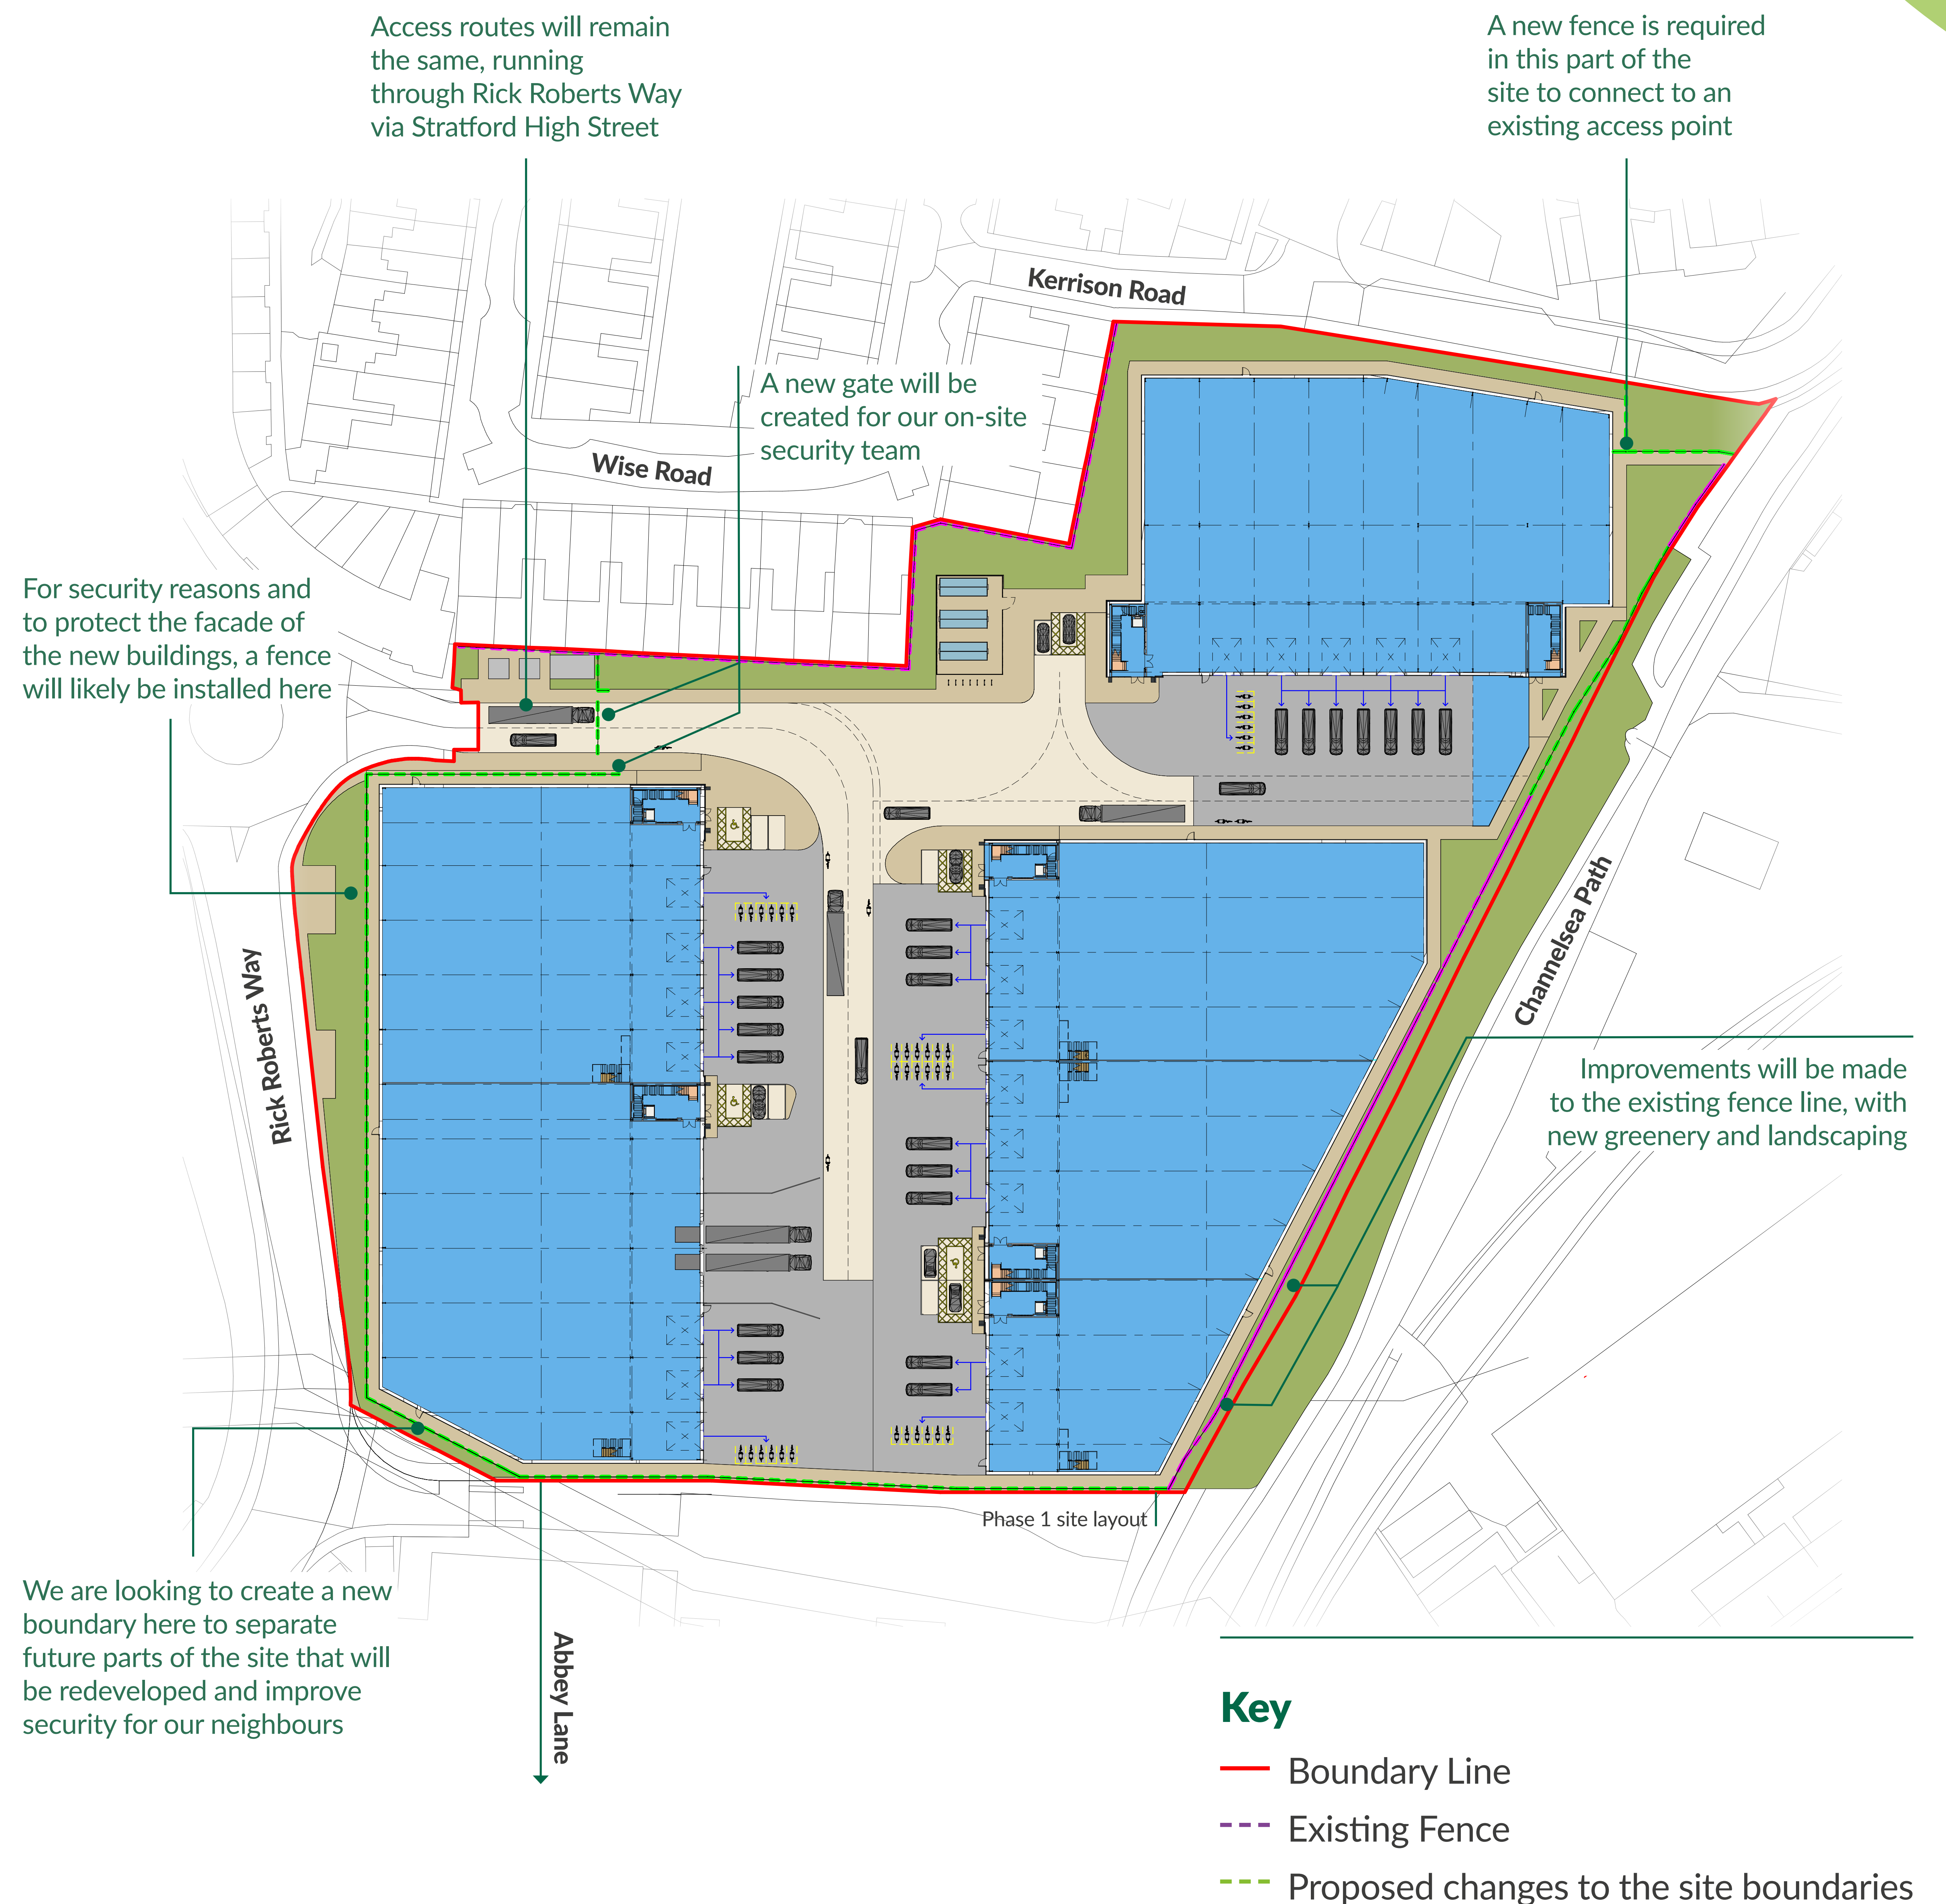 Access routes will remain
the same, running
through Rick Roberts Way
via Stratford High Street
A new fence is required
in this part of the
site to connect to an
existing access point
Kerrison Road
A new gate will be
created for our on-site
security team
Wise Road
For security reasons and
to protect the facade of
the new buildings, a fence
will likely be installed here
Rick Roberts Way
Channelsea Path
Improvements will be made
to the existing fence line, with
new greenery and landscaping
Phase 1 site layout
We are looking to create a new
boundary here to separate
future parts of the site that will
be redeveloped and improve
security for our neighbours
Abbey Lane
Key
Boundary Line
Existing Fence
Proposed changes to the site boundaries